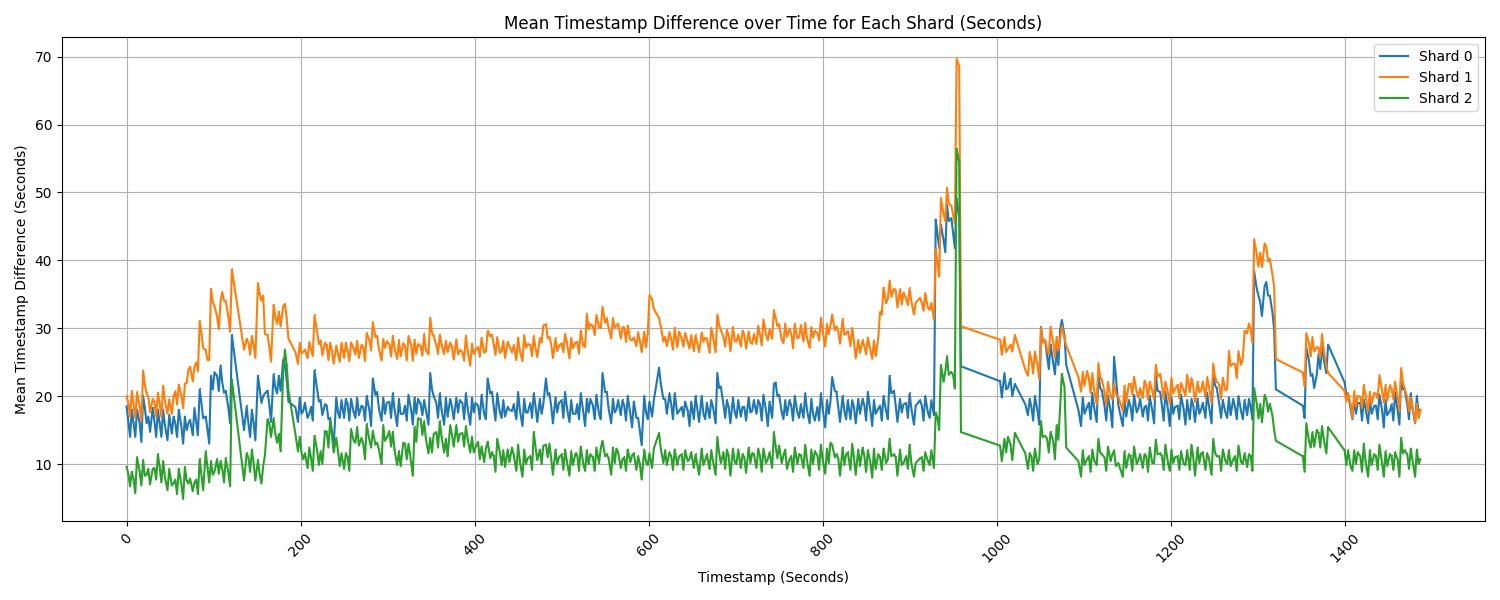 Mean Timestamp Difference over Time for Each Shard (Seconds)
Shard 0
Shard 1
Shard 2
Mean Timestamp Difference (Seconds)
70
60
50
40
30
20
10
0
200
400
600
800
1000
1200
1400
Timestamp (Seconds)